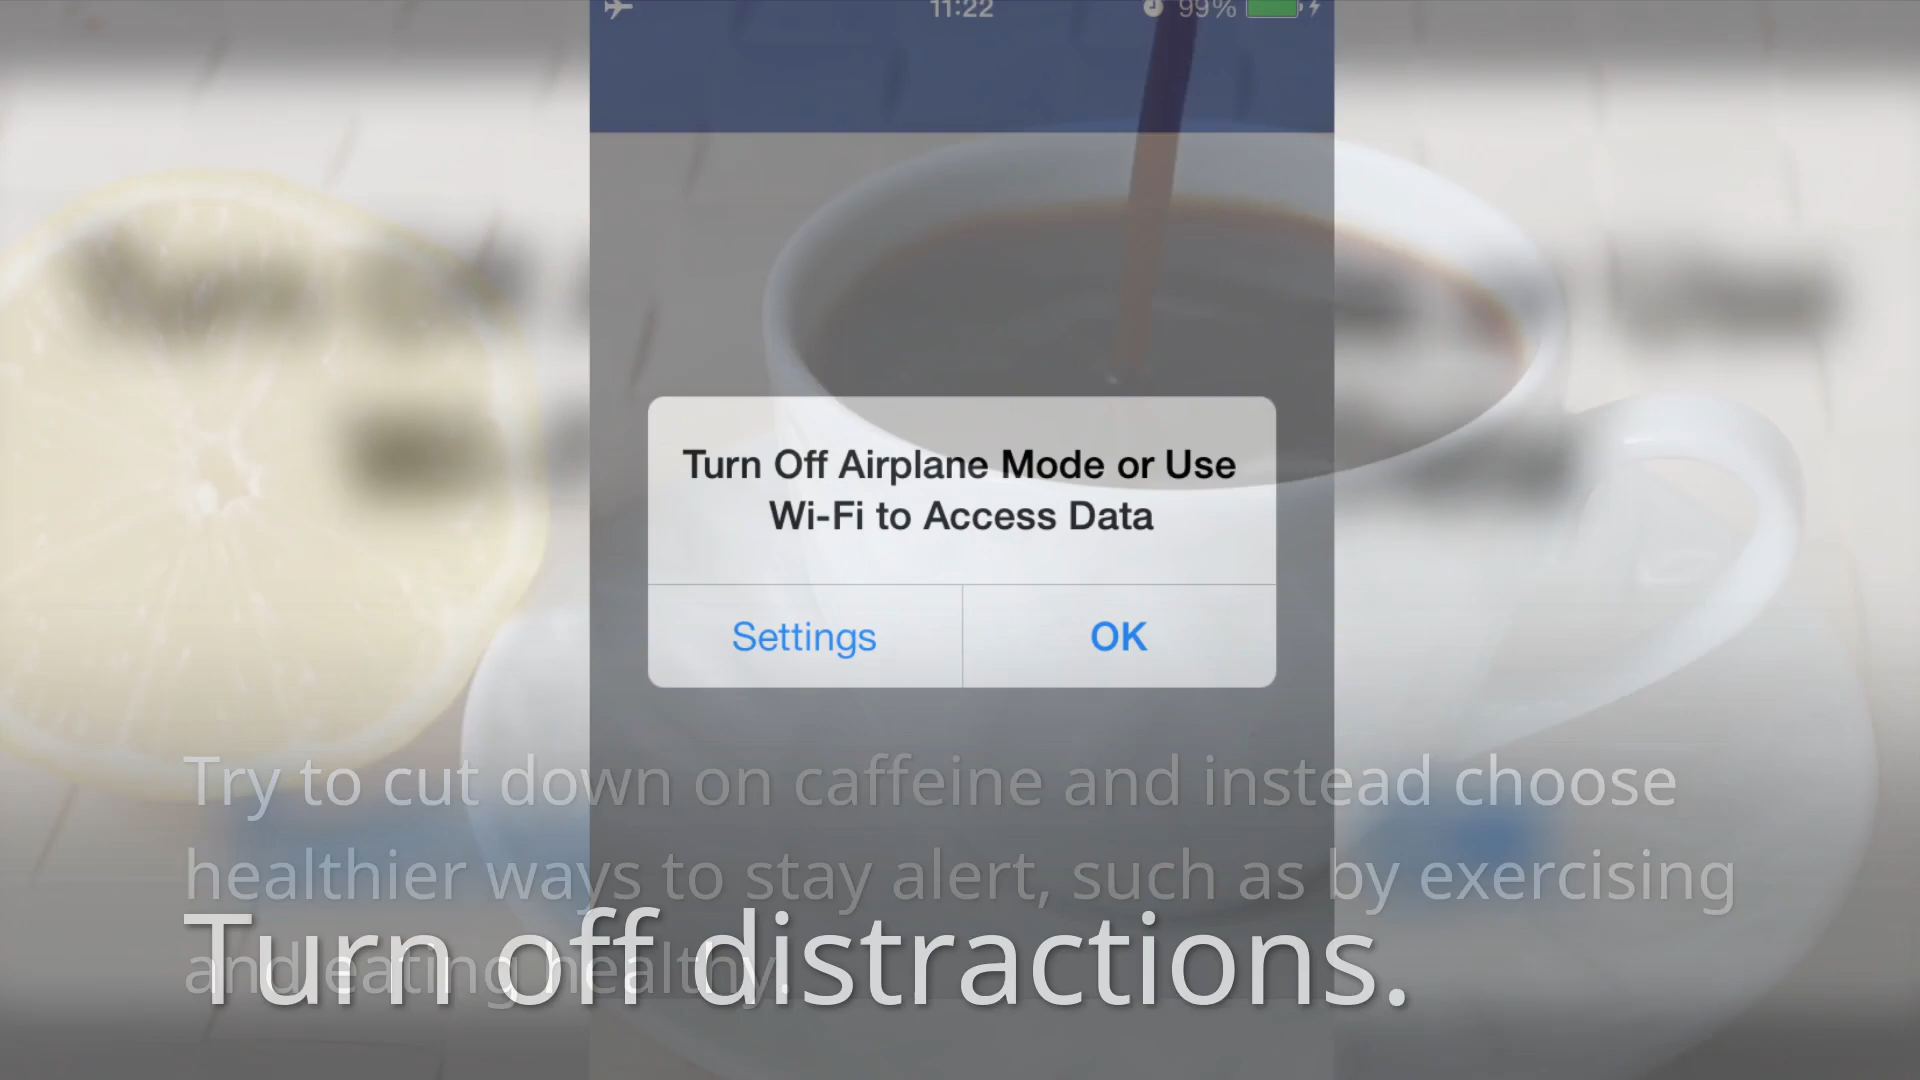 11:22
99%
Turn Off Airplane Mode or Use
Wi-Fi to Access Data
Settings
OK
Try to cut down on caffeine and instead choose
healthier ways to stay alert, such as by exercising
and eating healthy.
Turn off distractions.